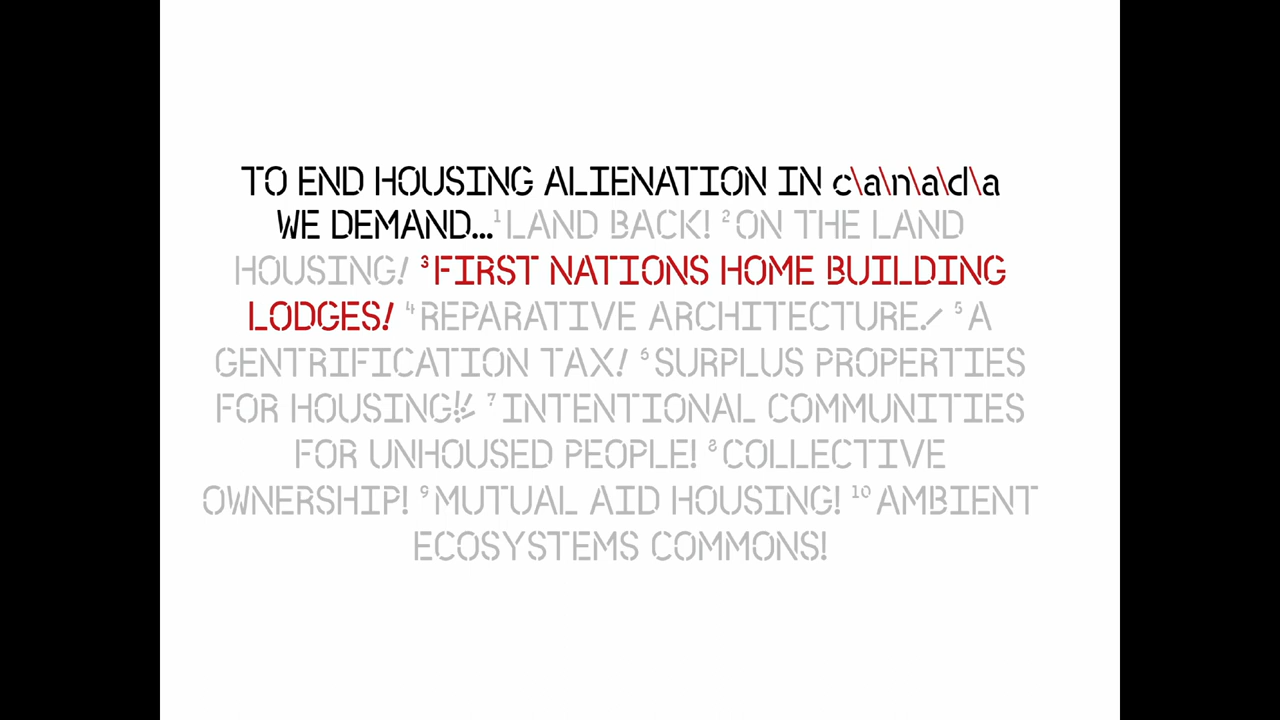 TO END HOUSING ALIENATION IN c\a\n\a\d\a
WE DEMAND...¹LAND BACK! ²ON THE LAND
HOUSING! ³FIRST NATIONS HOME BUILDING
LODGES! ⁴REPARATIVE ARCHITECTURE! ⁵A
GENTRIFICATION TAX! ⁶SURPLUS PROPERTIES
FOR HOUSING! ⁷INTENTIONAL COMMUNITIES
FOR UNHOUSED PEOPLE! ⁸COLLECTIVE
OWNERSHIP! ⁹MUTUAL AID HOUSING! ¹⁰AMBIENT
ECOSYSTEMS COMMONS!